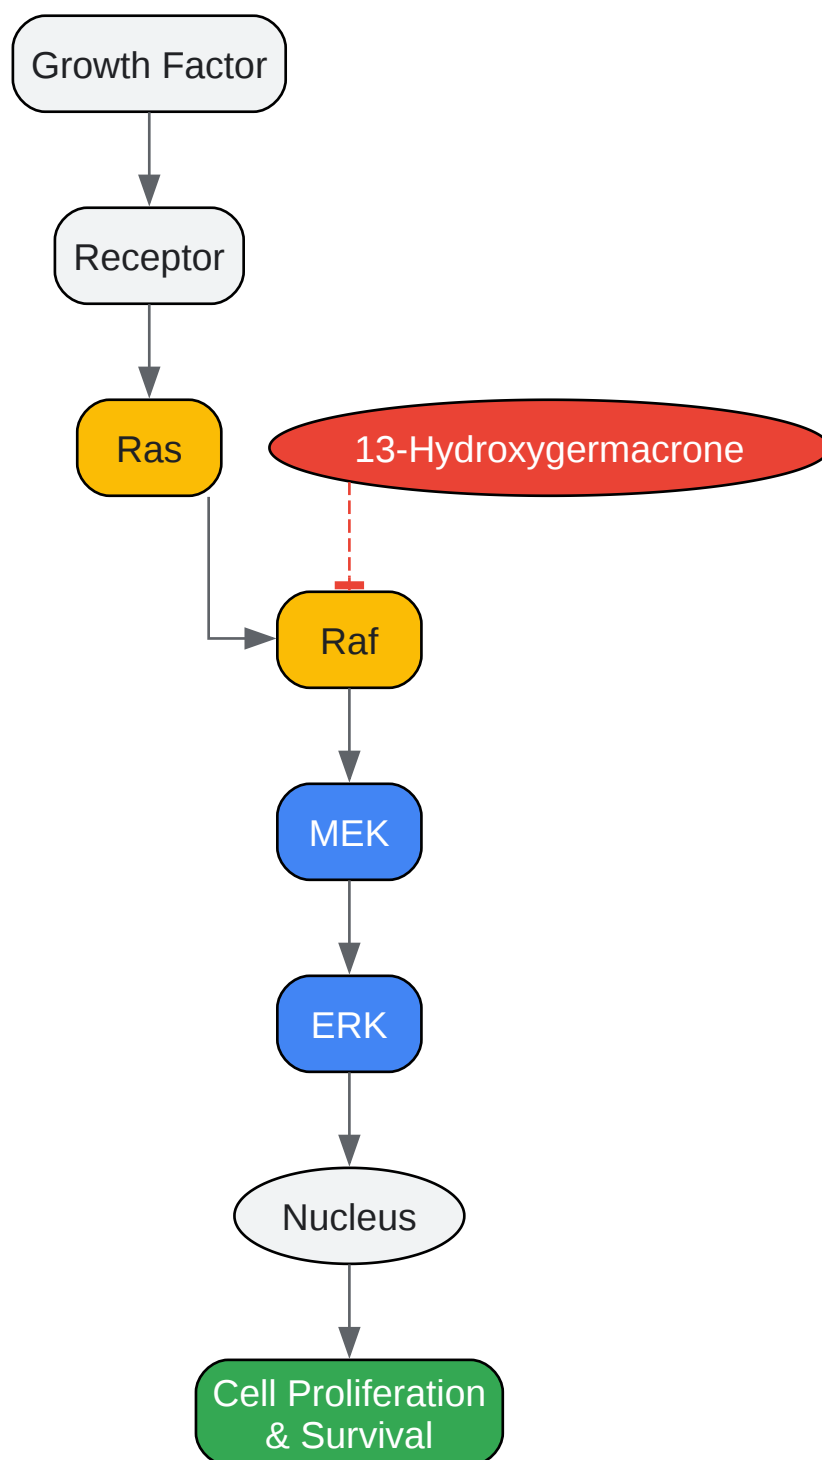 Growth Factor
Receptor
Ras
13-Hydroxygermacrone
Raf
MEK
ERK
Nucleus
Cell Proliferation
& Survival